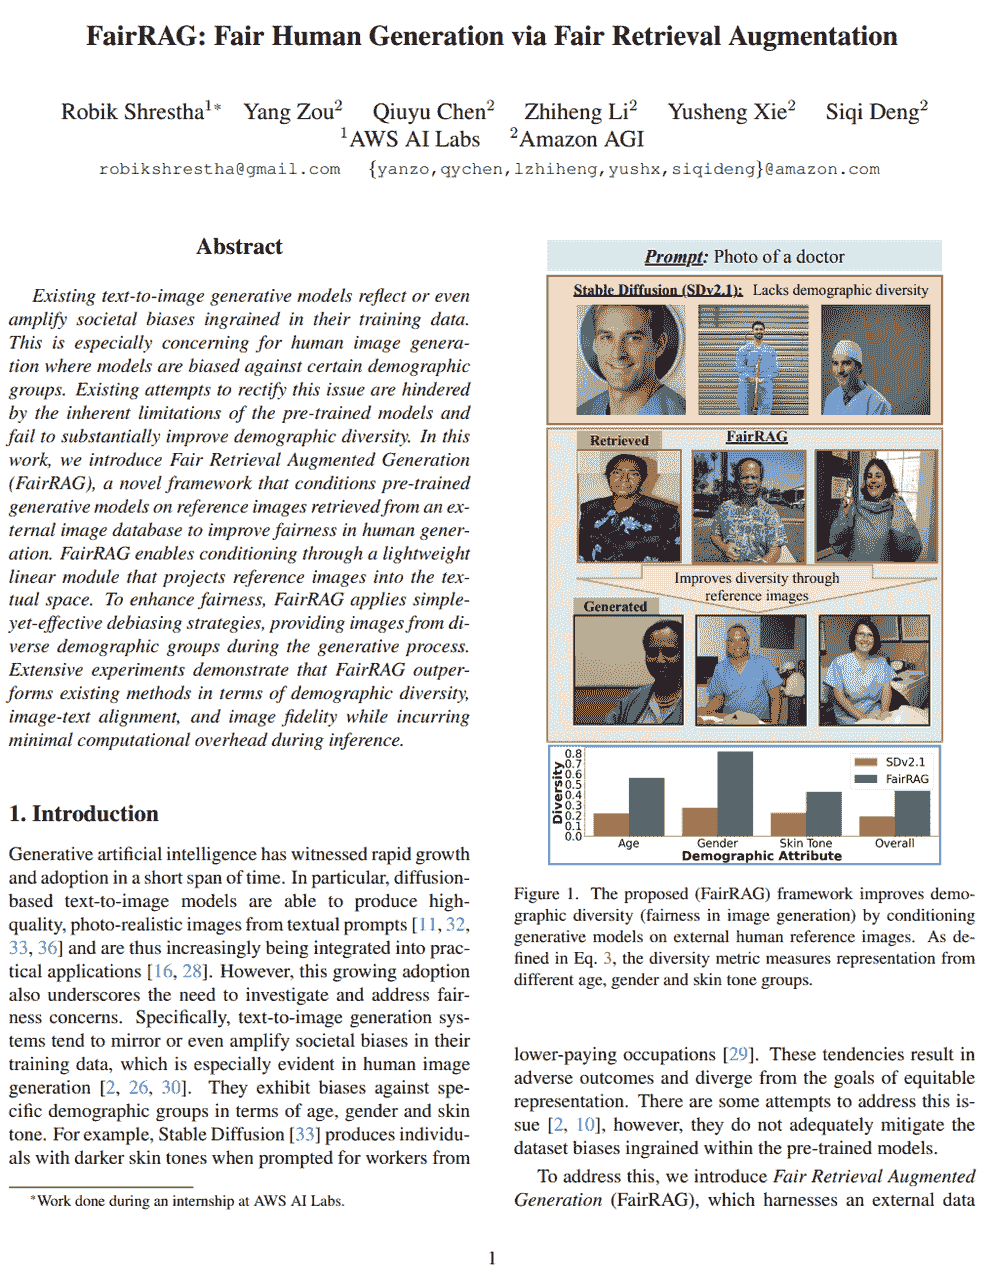 FairRAG: Fair Human Generation via Fair Retrieval Augmentation
Robik Shrestha1* Yang Zou2 Qiuyu Chen2 Zhiheng Li2 Yusheng Xie2 Siqi Deng2
1AWS AI Labs 2Amazon AGI
robikshrestha@gmail.com {yanzo,qychen,lzhiheng,yushx,siqideng}@amazon.com
Abstract
Existing text-to-image generative models reflect or even
amplify societal biases ingrained in their training data.
This is especially concerning for human image genera-
tion where models are biased against certain demographic
groups. Existing attempts to rectify this issue are hindered
by the inherent limitations of the pre-trained models and
fail to substantially improve demographic diversity. In this
work, we introduce Fair Retrieval Augmented Generation
(FairRAG), a novel framework that conditions pre-trained
generative models on reference images retrieved from an ex-
ternal image database to improve fairness in human gener-
ation. FairRAG enables conditioning through a lightweight
linear module that projects reference images into the tex-
tual space. To enhance fairness, FairRAG applies simple-
yet-effective debiasing strategies, providing images from di-
verse demographic groups during the generative process.
Extensive experiments demonstrate that FairRAG outper-
forms existing methods in terms of demographic diversity,
image-text alignment, and image fidelity while incurring
minimal computational overhead during inference.
1. Introduction
Generative artificial intelligence has witnessed rapid growth
and adoption in a short span of time. In particular, diffusion-
based text-to-image models are able to produce high-
quality, photo-realistic images from textual prompts [11, 32,
33, 36] and are thus increasingly being integrated into prac-
tical applications [16, 28]. However, this growing adoption
also underscores the need to investigate and address fair-
ness concerns. Specifically, text-to-image generation sys-
tems tend to mirror or even amplify societal biases in their
training data, which is especially evident in human image
generation [2, 26, 30]. They exhibit biases against spe-
cific demographic groups in terms of age, gender and skin
tone. For example, Stable Diffusion [33] produces individu-
als with darker skin tones when prompted for workers from
*Work done during an internship at AWS AI Labs.
Prompt: Photo of a doctor
Stable Diffusion (SDv2.1): Lacks demographic diversity
Retrieved
FairRAG
Improves diversity through
reference images
Generated
Diversity
0.8
0.7
0.6
0.5
0.4
0.3
0.2
0.1
0.0
SDv2.1
FairRAG
Age Gender Skin Tone Overall
Demographic Attribute
Figure 1. The proposed (FairRAG) framework improves demo-
graphic diversity (fairness in image generation) by conditioning
generative models on external human reference images. As de-
fined in Eq. 3, the diversity metric measures representation from
different age, gender and skin tone groups.
lower-paying occupations [29]. These tendencies result in
adverse outcomes and diverge from the goals of equitable
representation. There are some attempts to address this is-
sue [2, 10], however, they do not adequately mitigate the
dataset biases ingrained within the pre-trained models.
To address this, we introduce Fair Retrieval Augmented
Generation (FairRAG), which harnesses an external data
1